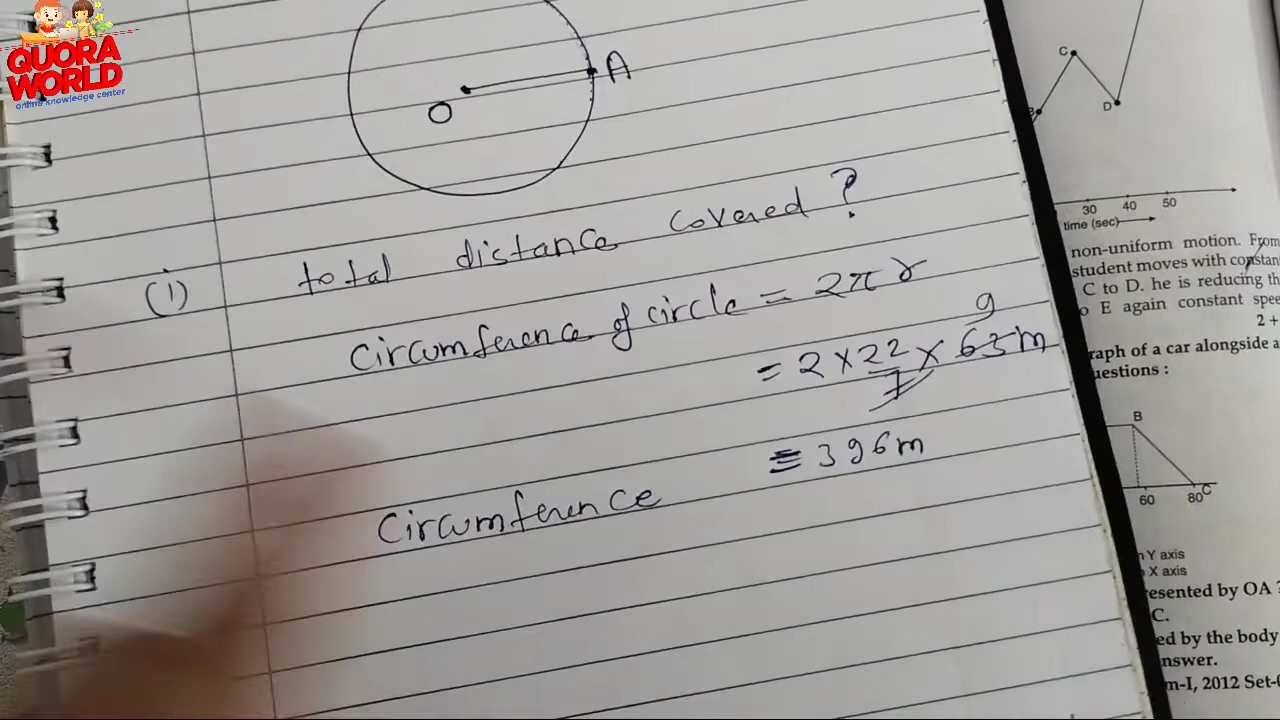 QUORA
WORLD
online knowledge center
A
O
(i) total distance covered ?
Circumference of circle = 2πr
9
= 2 × 22 × 63 m
7
= 396 m
Circumference
C
D
30 40 50
time (sec)
non-uniform motion. From
student moves with constan
C to D. he is reducing th
E again constant spee
2 +
raph of a car alongside a
uestions :
B
60 80 C
Y axis
X axis
esented by OA ?
C.
ed by the body
nswer.
m-I, 2012 Set-